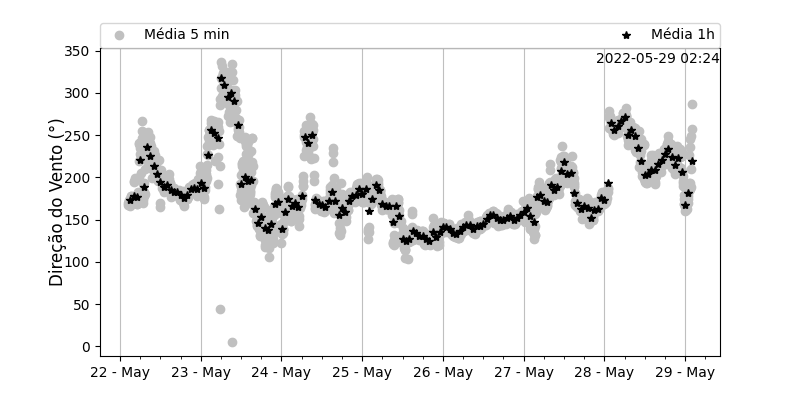 Média 5 min
Média 1h
2022-05-29 02:24
Direção do Vento (°)
350
300
250
200
150
100
50
0
22 - May
23 - May
24 - May
25 - May
26 - May
27 - May
28 - May
29 - May